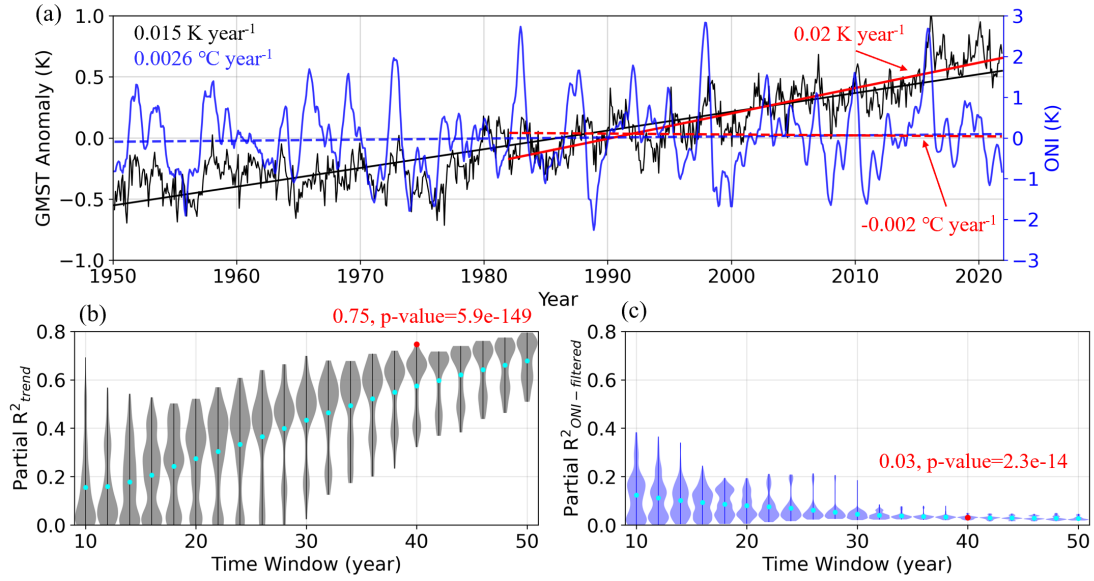 (a)
1.0
0.5
0.0
−0.5
−1.0
GMST Anomaly (K)
0.015 K year-1
0.0026 ℃ year-1
0.02 K year-1
-0.002 ℃ year-1
3
2
1
0
−1
−2
−3
ONI (K)
1950 1960 1970 1980 1990 2000 2010 2020
Year
(b)
0.75, p-value=5.9e-149
0.8
0.6
0.4
0.2
0.0
Partial R2trend
10 20 30 40 50
Time Window (year)
(c)
0.03, p-value=2.3e-14
0.8
0.6
0.4
0.2
0.0
Partial R2ONI − filtered
10 20 30 40 50
Time Window (year)